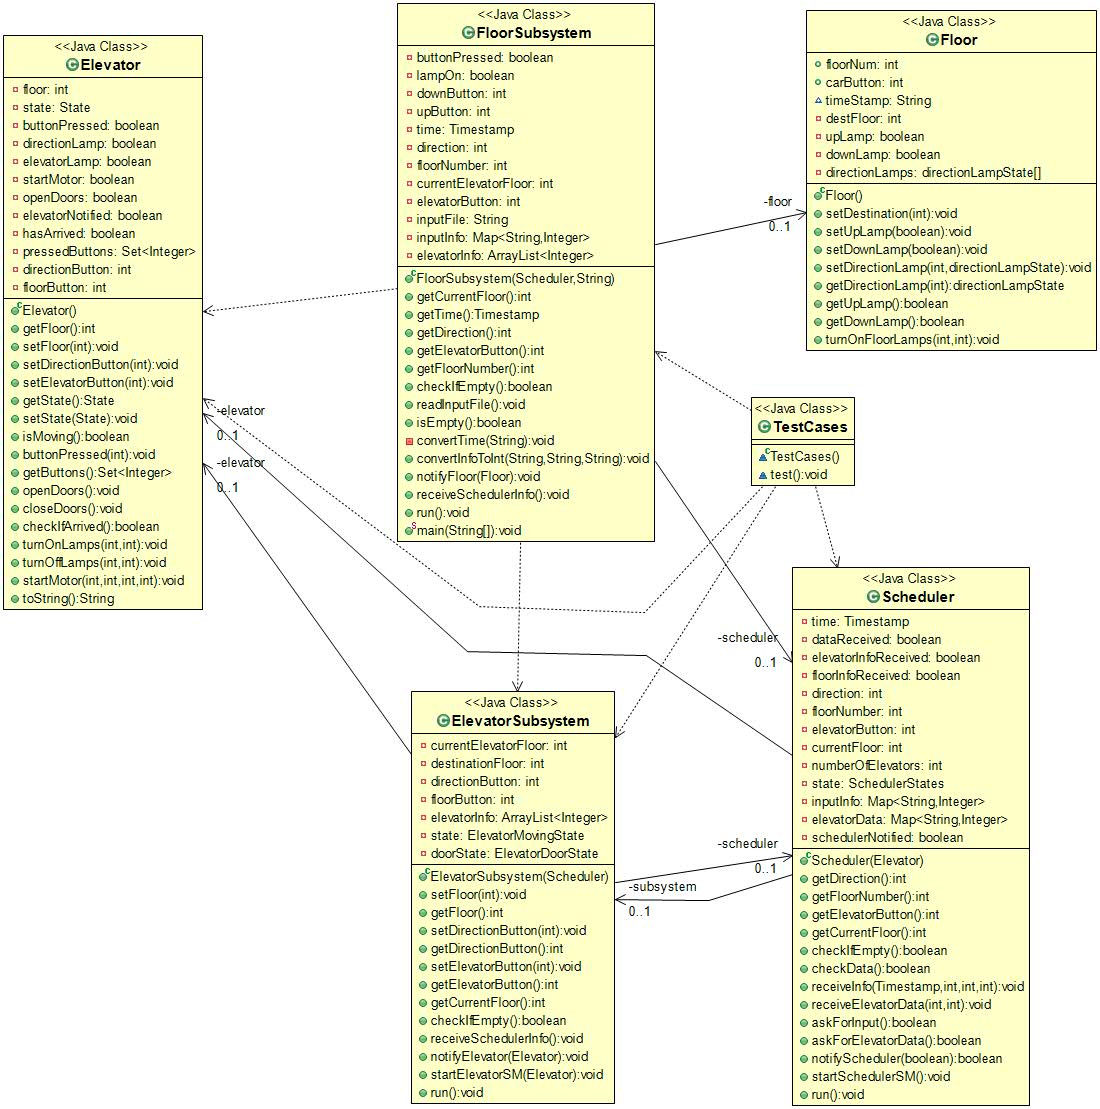 <<Java Class>>
Elevator
floor: int
state: State
buttonPressed: boolean
directionLamp: boolean
elevatorLamp: boolean
startMotor: boolean
openDoors: boolean
elevatorNotified: boolean
hasArrived: boolean
pressedButtons: Set<Integer>
directionButton: int
floorButton: int
Elevator()
getFloor():int
setFloor(int):void
setDirectionButton(int):void
setElevatorButton(int):void
getState():State
setState(State):void
isMoving():boolean
buttonPressed(int):void
getButtons():Set<Integer>
openDoors():void
closeDoors():void
checkIfArrived():boolean
turnOnLamps(int,int):void
turnOffLamps(int,int):void
startMotor(int,int,int,int):void
toString():String
<<Java Class>>
FloorSubsystem
buttonPressed: boolean
lampOn: boolean
downButton: int
upButton: int
time: Timestamp
direction: int
floorNumber: int
currentElevatorFloor: int
elevatorButton: int
inputFile: String
inputInfo: Map<String,Integer>
elevatorInfo: ArrayList<Integer>
FloorSubsystem(Scheduler,String)
getCurrentFloor():int
getTime():Timestamp
getDirection():int
getElevatorButton():int
getFloorNumber():int
checkIfEmpty():boolean
readInputFile():void
isEmpty():boolean
convertTime(String):void
convertInfoToInt(String,String,String):void
notifyFloor(Floor):void
receiveSchedulerInfo():void
run():void
main(String[]):void
<<Java Class>>
Floor
floorNum: int
carButton: int
timeStamp: String
destFloor: int
upLamp: boolean
downLamp: boolean
directionLamps: directionLampState[]
Floor()
setDestination(int):void
setUpLamp(boolean):void
setDownLamp(boolean):void
setDirectionLamp(int,directionLampState):void
getDirectionLamp(int):directionLampState
getUpLamp():boolean
getDownLamp():boolean
turnOnFloorLamps(int,int):void
-floor
0..1
-elevator
0..1
-elevator
0..1
<<Java Class>>
TestCases
TestCases()
test():void
-scheduler
0..1
<<Java Class>>
ElevatorSubsystem
currentElevatorFloor: int
destinationFloor: int
directionButton: int
floorButton: int
elevatorInfo: ArrayList<Integer>
state: ElevatorMovingState
doorState: ElevatorDoorState
ElevatorSubsystem(Scheduler)
setFloor(int):void
getFloor():int
setDirectionButton(int):void
getDirectionButton():int
setElevatorButton(int):void
getElevatorButton():int
getCurrentFloor():int
checkIfEmpty():boolean
receiveSchedulerInfo():void
notifyElevator(Elevator):void
startElevatorSM(Elevator):void
run():void
-scheduler
0..1
-subsystem
0..1
<<Java Class>>
Scheduler
time: Timestamp
dataReceived: boolean
elevatorInfoReceived: boolean
floorInfoReceived: boolean
direction: int
floorNumber: int
elevatorButton: int
currentFloor: int
numberOfElevators: int
state: SchedulerStates
inputInfo: Map<String,Integer>
elevatorData: Map<String,Integer>
schedulerNotified: boolean
Scheduler(Elevator)
getDirection():int
getFloorNumber():int
getElevatorButton():int
getCurrentFloor():int
checkIfEmpty():boolean
checkData():boolean
receiveInfo(Timestamp,int,int,int):void
receiveElevatorData(int,int):void
askForInput():boolean
askForElevatorData():boolean
notifyScheduler(boolean):boolean
startSchedulerSM():void
run():void